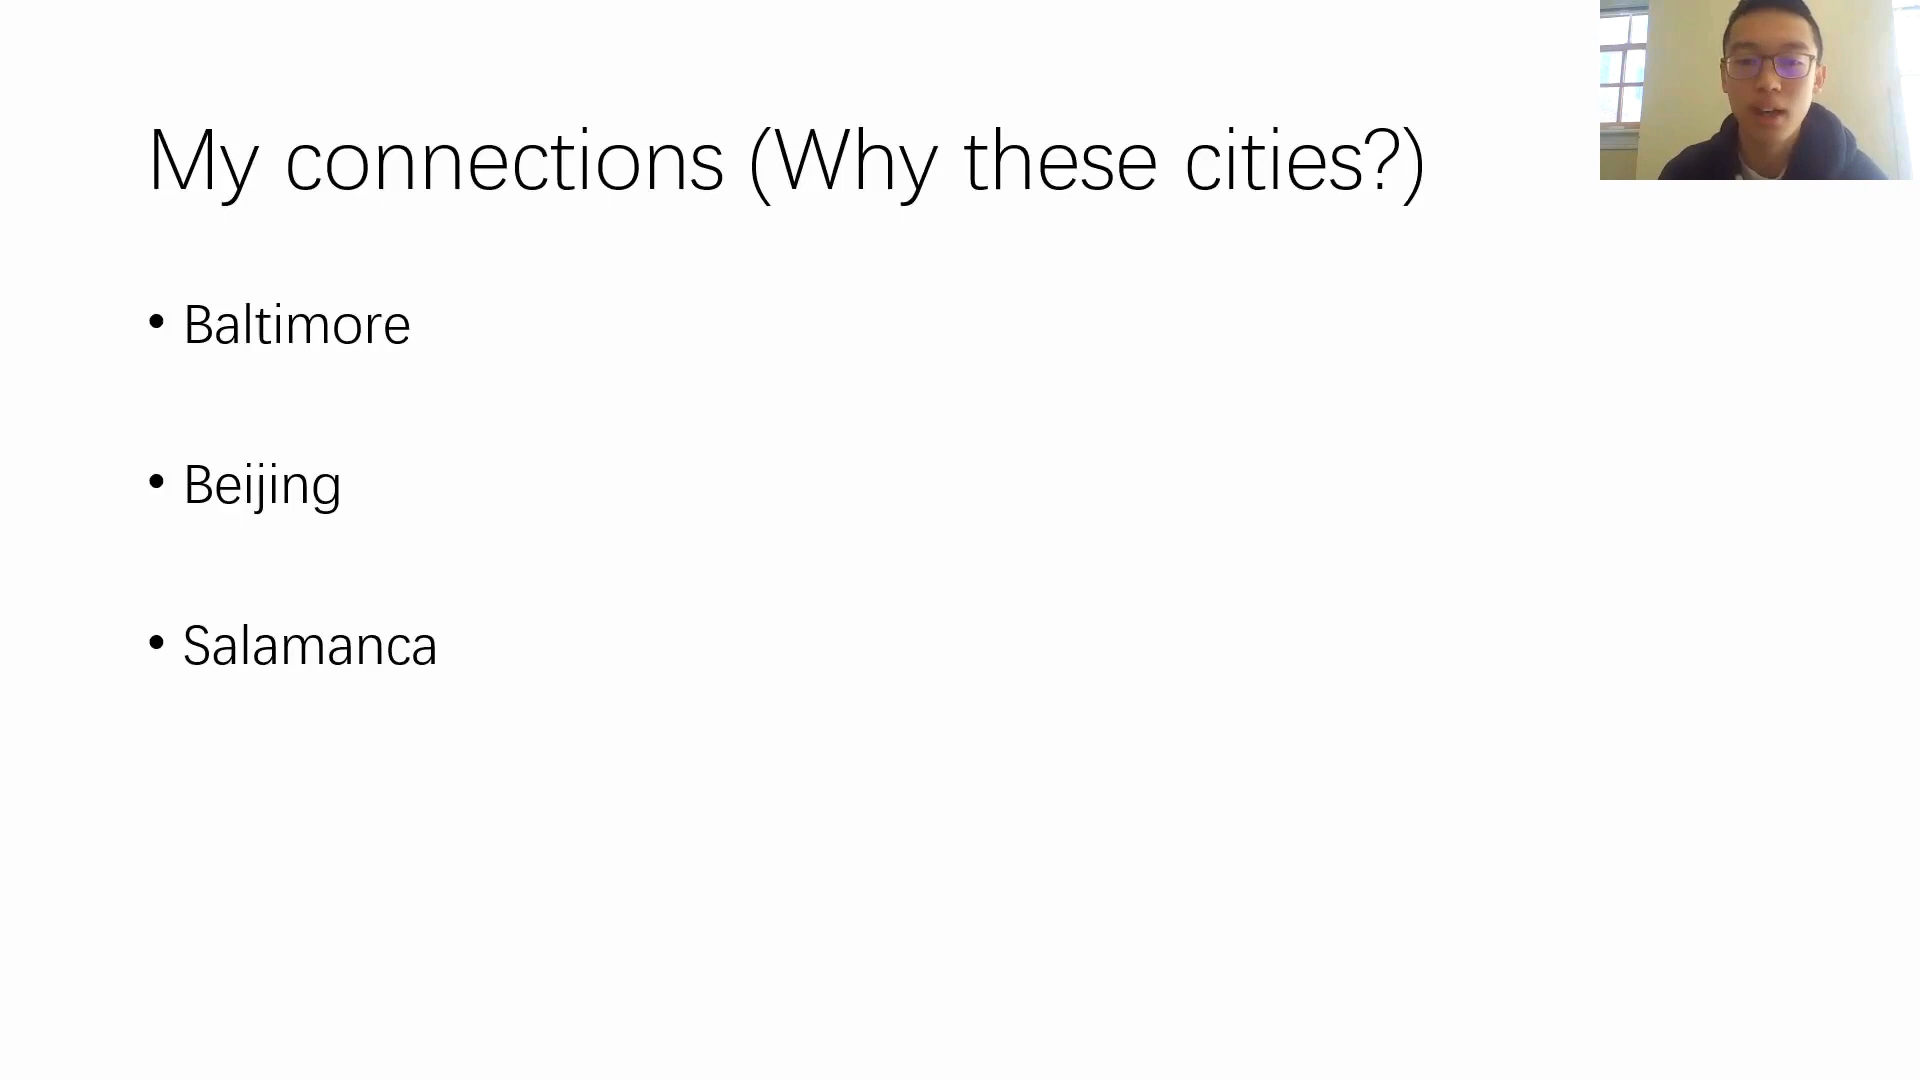 My connections (Why these cities?)
• Baltimore
• Beijing
• Salamanca